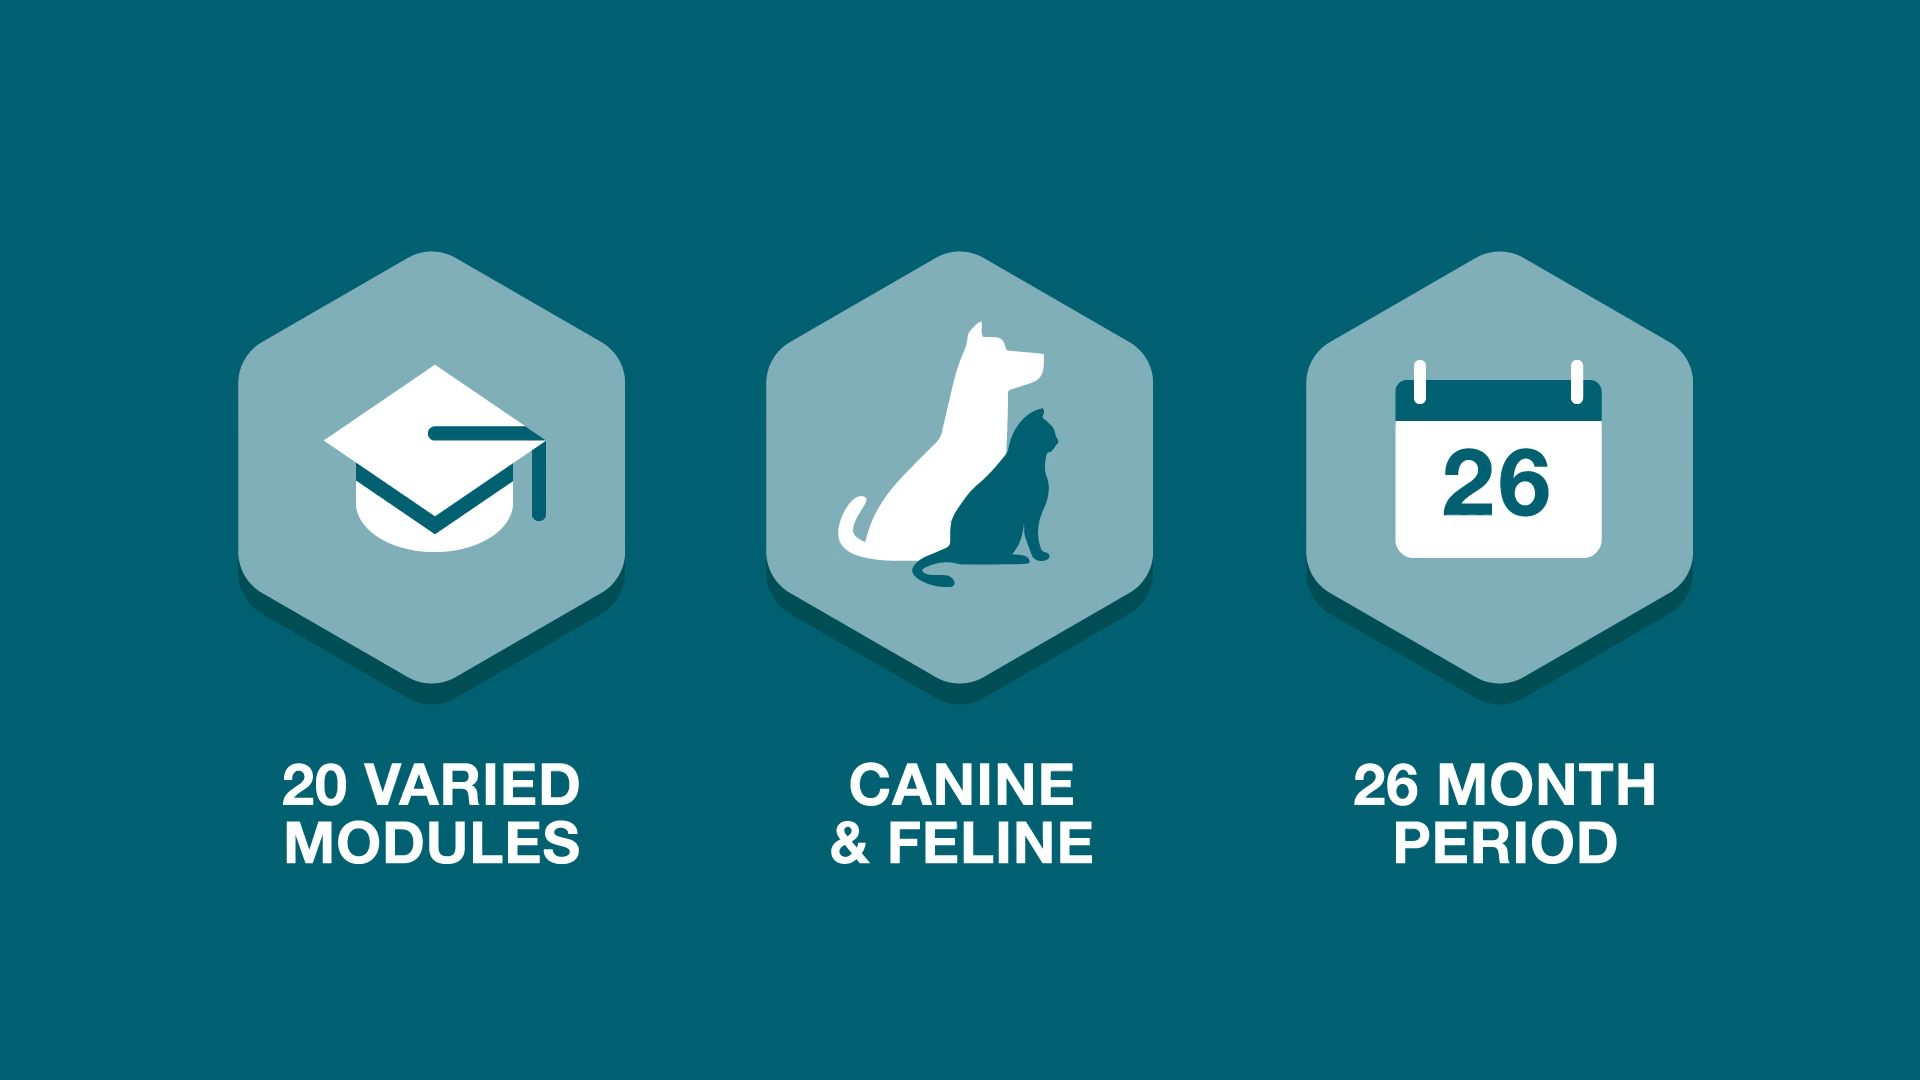 26
20 VARIED
MODULES
CANINE
& FELINE
26 MONTH
PERIOD